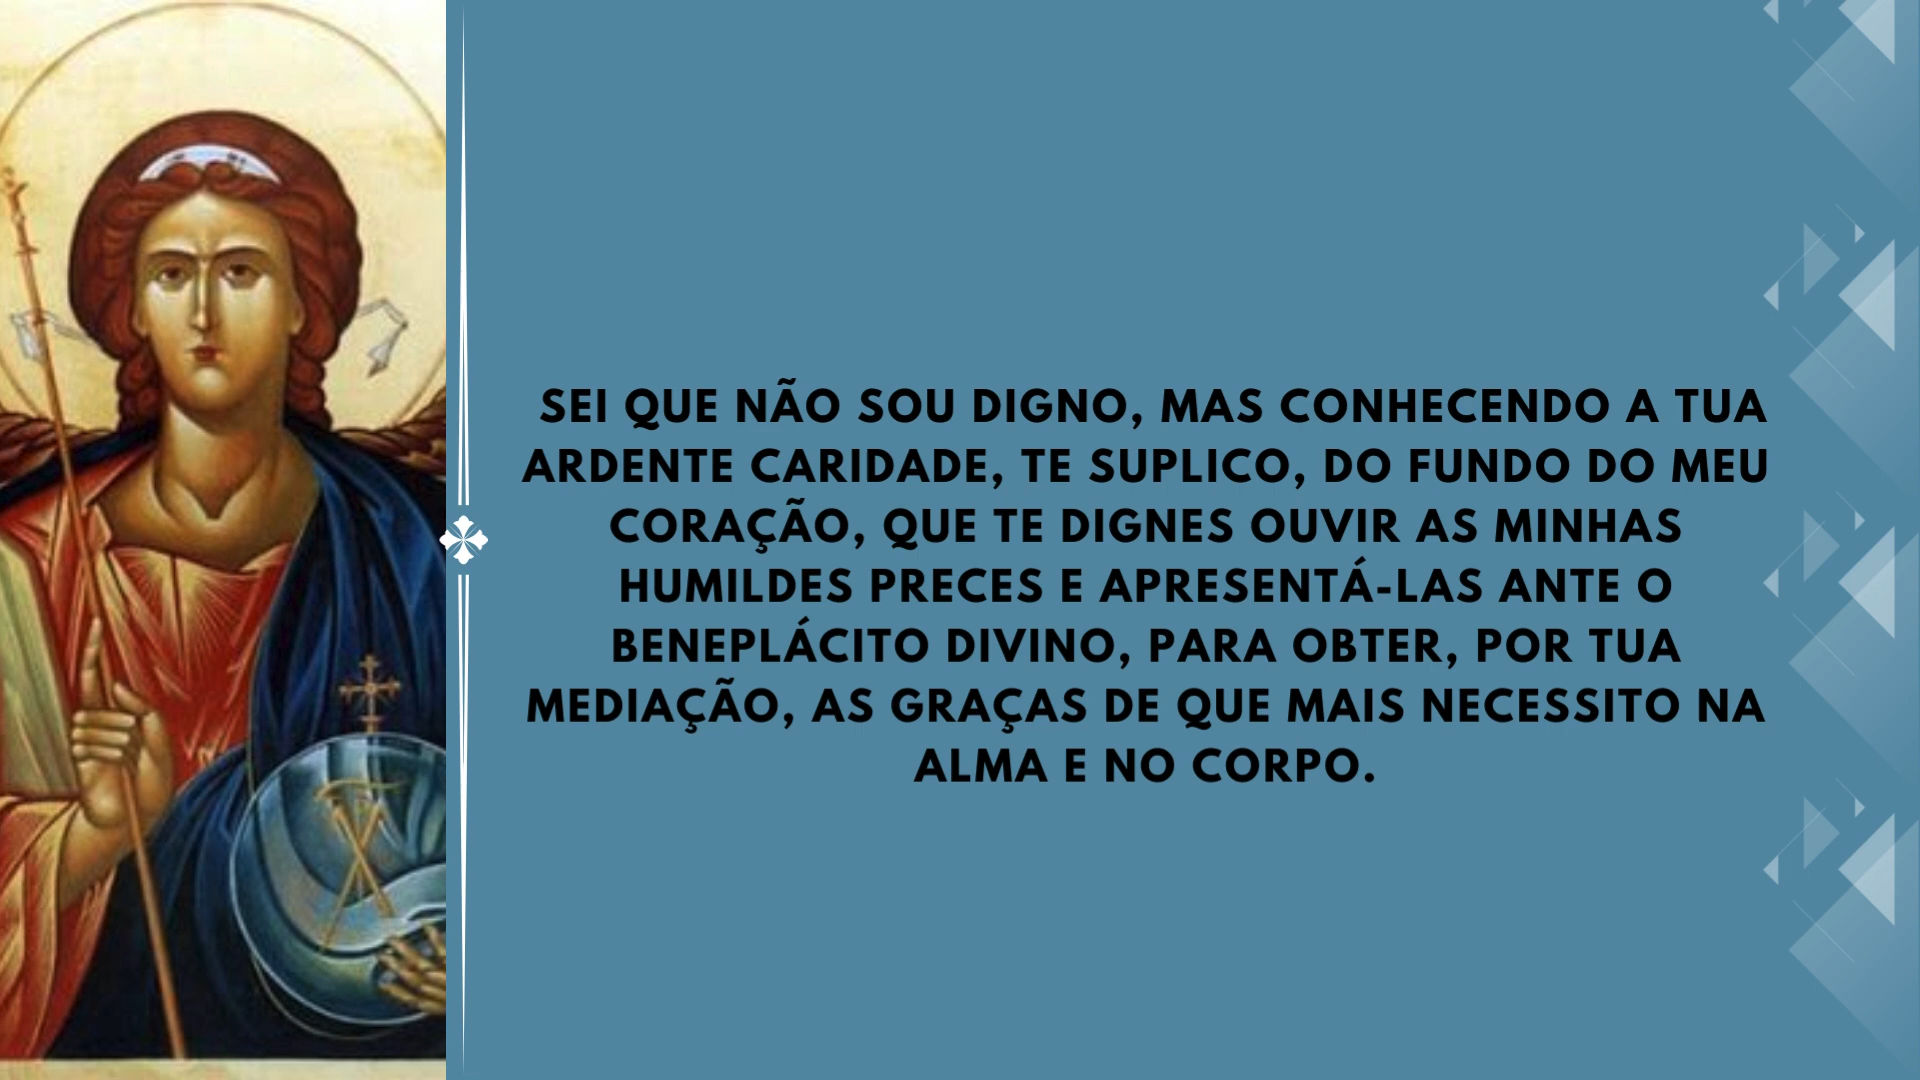 SEI QUE NÃO SOU DIGNO, MAS CONHECENDO A TUA
ARDENTE CARIDADE, TE SUPLICO, DO FUNDO DO MEU
CORAÇÃO, QUE TE DIGNES OUVIR AS MINHAS
HUMILDES PRECES E APRESENTÁ-LAS ANTE O
BENEPLÁCITO DIVINO, PARA OBTER, POR TUA
MEDIAÇÃO, AS GRAÇAS DE QUE MAIS NECESSITO NA
ALMA E NO CORPO.